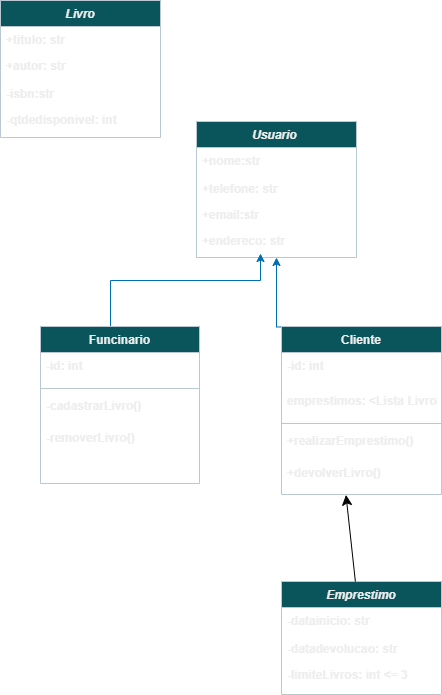 Livro
+titulo: str
+autor: str
-isbn:str
-qtdedisponivel: int
Usuario
+nome:str
+telefone: str
+email:str
+endereco: str
Funcinario
-id: int
-cadastrarLivro()
-removerLivro()
Cliente
-id: int
emprestimos: <Lista Livro
+realizarEmprestimo()
+devolverLivro()
Emprestimo
-datainicio: str
-datadevolucao: str
-limiteLivros: int <= 3